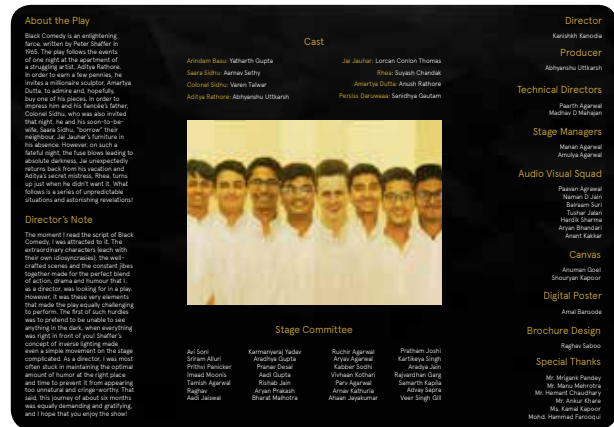 About the Play
Black Comedy is an enlightening
farce, written by Peter Shaffer in
1965. The play follows the events
of one night at the apartment of
a struggling artist, Aditya Rathore.
In order to earn a few pennies, he
invites a millionaire sculptor, Amartya
Dutta, to admire and, hopefully,
buy one of his pieces. In order to
impress him and his fiancée's father,
Colonel Sidhu, who was also invited
that night, he and his soon-to-be-
wife, Saara Sidhu, "borrow" their
neighbour, Jai Jauhar's furniture in
his absence. However, on such a
fateful night, the fuse blows leading to
absolute darkness, Jai unexpectedly
returns back from his vacation and
Aditya's secret mistress, Rhea, turns
up just when he didn't want it. What
follows is a series of unpredictable
situations and astonishing revelations!
Director's Note
The moment I read the script of Black
Comedy, I was attracted to it. The
extraordinary characters (each with
their own idiosyncrasies), the well-
crafted scenes and the constant jibes
together made for the perfect blend
of action, drama and humour that I,
as a director, was looking for in a play.
However, it was these very elements
that made the play equally challenging
to perform. The first of such hurdles
was to pretend to be unable to see
anything in the dark, when everything
was right in front of you! Shaffer's
concept of inverse lighting made
even a simple movement on the stage
complicated. As a director, I was most
often stuck in maintaining the optimal
amount of humor at the right place
and time to prevent it from appearing
too unnatural and cringe-worthy. That
said, this journey of about six months
was equally demanding and gratifying,
and I hope that you enjoy the show!
Cast
Arindam Basu: Yatharth Gupta
Saara Sidhu: Aarnav Sethy
Colonel Sidhu: Varen Talwar
Aditya Rathore: Abhyanshu Uttkarsh
Jai Jauhar: Lorcan Conlon Thomas
Rhea: Suyash Chandak
Amartya Dutta: Anush Rathore
Persiss Daruwaaa: Sanidhya Gautam
Stage Committee
Avi Soni
Sriram Alluri
Prithvi Panicker
Imaad Moonis
Tamish Agarwal
Raghav
Aadi Jaiswal
Karmanyeraj Yadav
Aradhya Gupta
Pranav Desai
Aadi Gupta
Rishab Jain
Aryan Prakash
Bharat Malhotra
Ruchir Agarwal
Aryav Agarwal
Kabber Sodhi
Vivhaan Kothari
Parv Agarwal
Arnav Kathuria
Ahaan Jayakumar
Pratham Joshi
Kartikeya Singh
Aradya Jain
Rajvardhan Garg
Samarth Kapila
Advay Sapra
Veer Singh Gill
Director
Kanishkh Kanodia
Producer
Abhyanshu Uttkarsh
Technical Directors
Paarth Agarwal
Madhav D Mahajan
Stage Managers
Manan Agarwal
Amulya Agarwal
Audio Visual Squad
Paavan Agrawal
Naman D Jain
Balraam Suri
Tushar Jalan
Hardik Sharma
Aryan Bhandari
Anant Kakkar
Canvas
Anuman Goel
Shouryan Kapoor
Digital Poster
Amal Bansode
Brochure Design
Raghav Saboo
Special Thanks
Mr. Mrigank Pandey
Mr. Manu Mehrotra
Mr. Hemant Chaudhary
Mr. Ankur Khare
Ms. Kamal Kapoor
Mohd. Hammad Farooqui